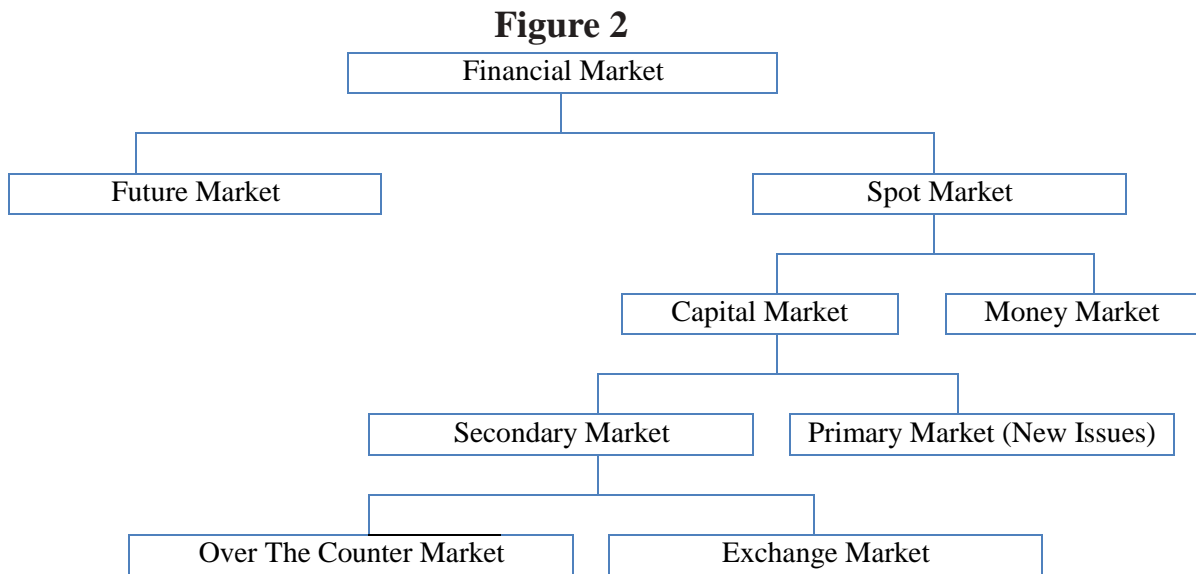 Figure 2
Financial Market
Future Market
Spot Market
Capital Market
Money Market
Secondary Market
Primary Market (New Issues)
Over The Counter Market
Exchange Market